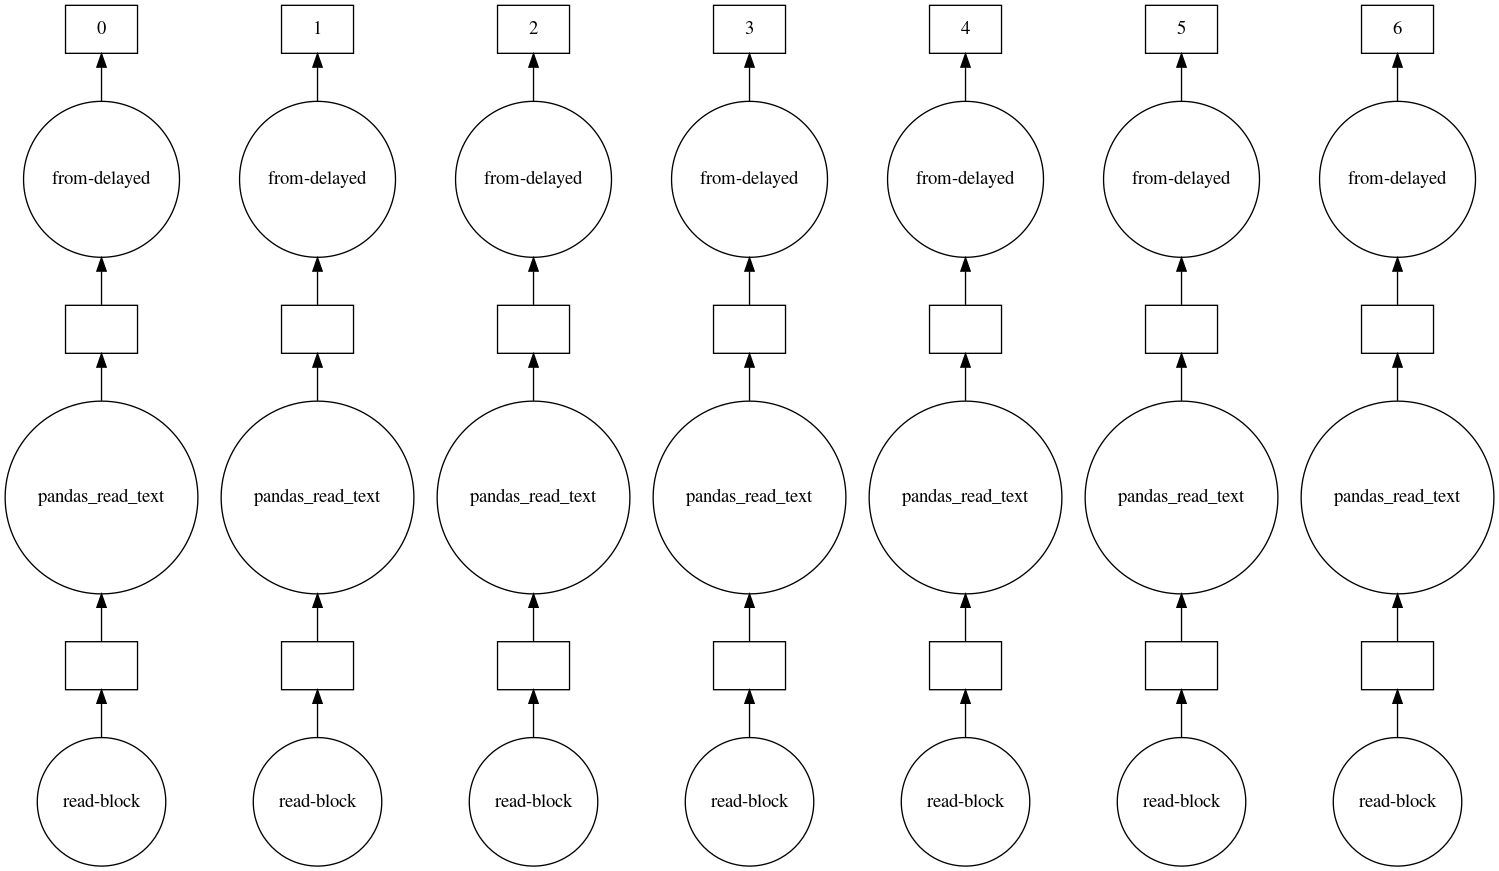 0 1 2 3 4 5 6
from-delayed from-delayed from-delayed from-delayed from-delayed from-delayed from-delayed
pandas_read_text pandas_read_text pandas_read_text pandas_read_text pandas_read_text pandas_read_text pandas_read_text
read-block read-block read-block read-block read-block read-block read-block